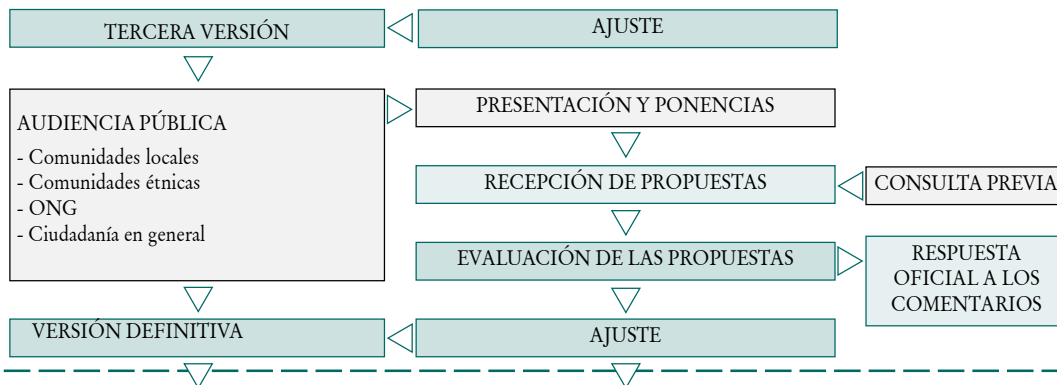 TERCERA VERSIÓN
AJUSTE
AUDIENCIA PÚBLICA
- Comunidades locales
- Comunidades étnicas
- ONG
- Ciudadanía en general
PRESENTACIÓN Y PONENCIAS
RECEPCIÓN DE PROPUESTAS
CONSULTA PREVIA
EVALUACIÓN DE LAS PROPUESTAS
RESPUESTA
OFICIAL A LOS
COMENTARIOS
VERSIÓN DEFINITIVA
AJUSTE